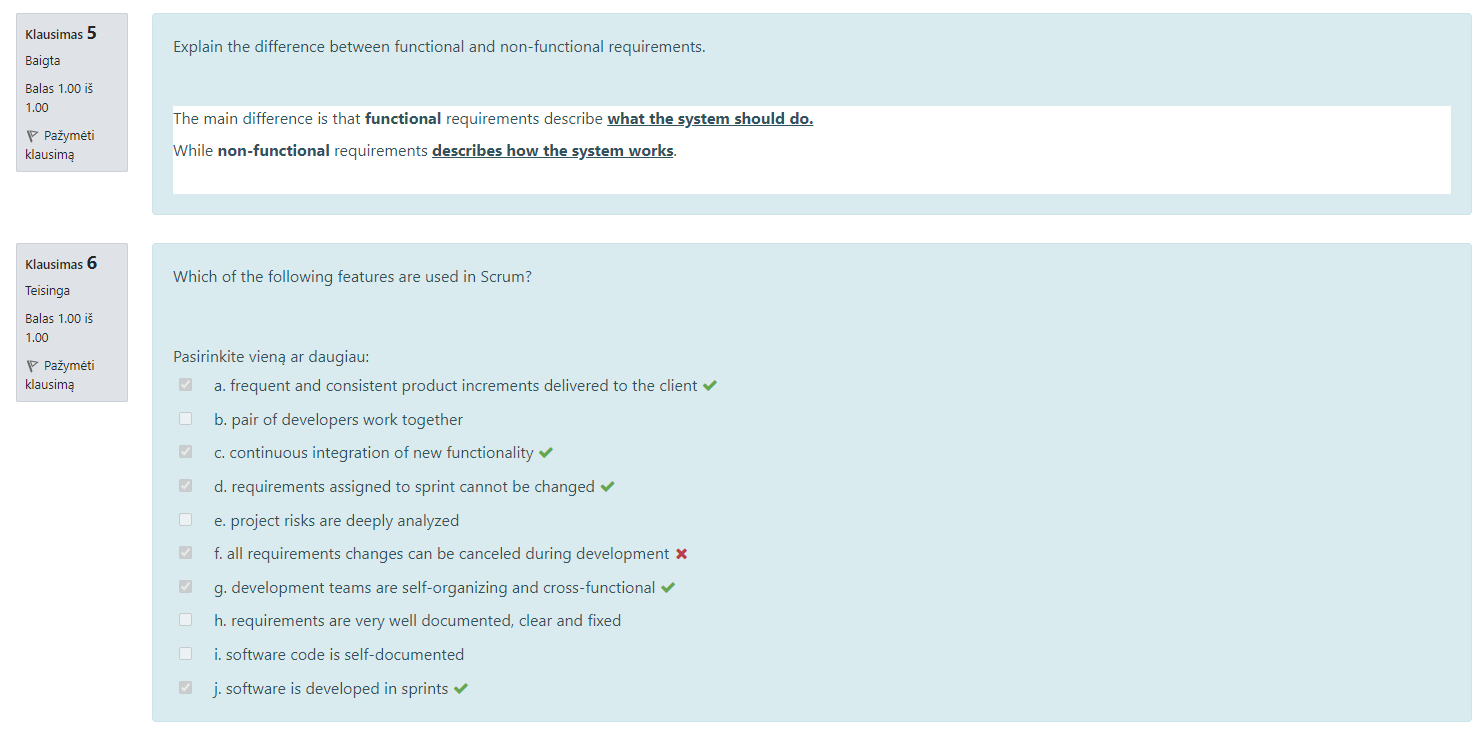 Klausimas 5
Baigta
Balas 1.00 iš
1.00
Pažymėti
klausimą
Explain the difference between functional and non-functional requirements.
The main difference is that functional requirements describe what the system should do.
While non-functional requirements describes how the system works.
Klausimas 6
Teisinga
Balas 1.00 iš
1.00
Pažymėti
klausimą
Which of the following features are used in Scrum?
Pasirinkite vieną ar daugiau:
a. frequent and consistent product increments delivered to the client
b. pair of developers work together
c. continuous integration of new functionality
d. requirements assigned to sprint cannot be changed
e. project risks are deeply analyzed
f. all requirements changes can be canceled during development
g. development teams are self-organizing and cross-functional
h. requirements are very well documented, clear and fixed
i. software code is self-documented
j. software is developed in sprints